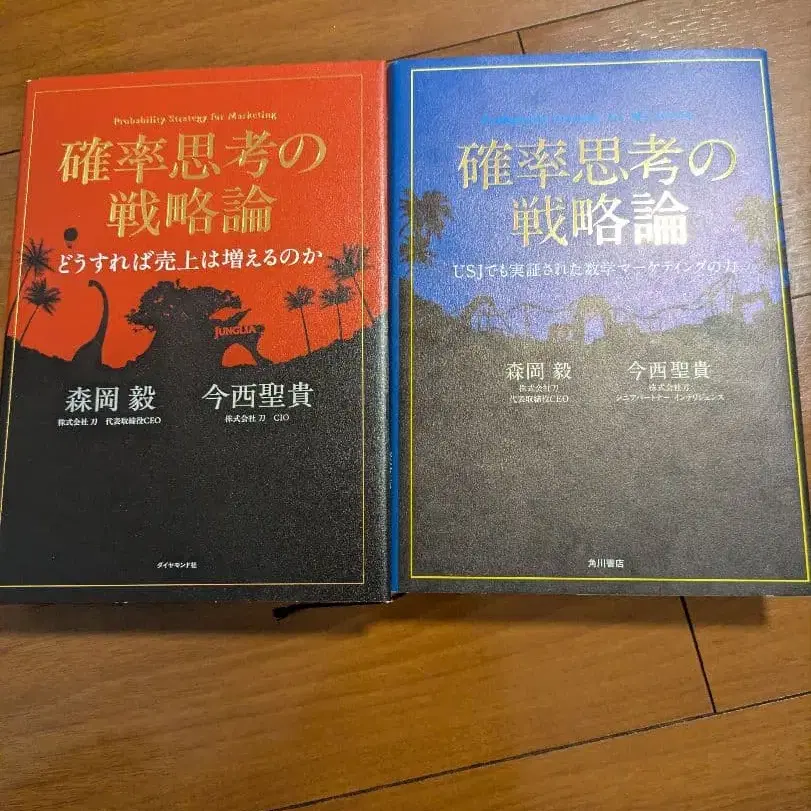 Probability Strategy for Marketing
確率思考の
戦略論
どうすれば売上は増えるのか
JUNGLIA
森岡 毅
株式会社 刀 代表取締役CEO
今西聖貴
株式会社 刀 CIO
ダイヤモンド社
確率思考の
戦略論
USJでも実証された数学マーケティングの力
森岡 毅
株式会社刀
代表取締役CEO
今西聖貴
株式会社刀
シニアパートナー インテリジェンス
角川書店